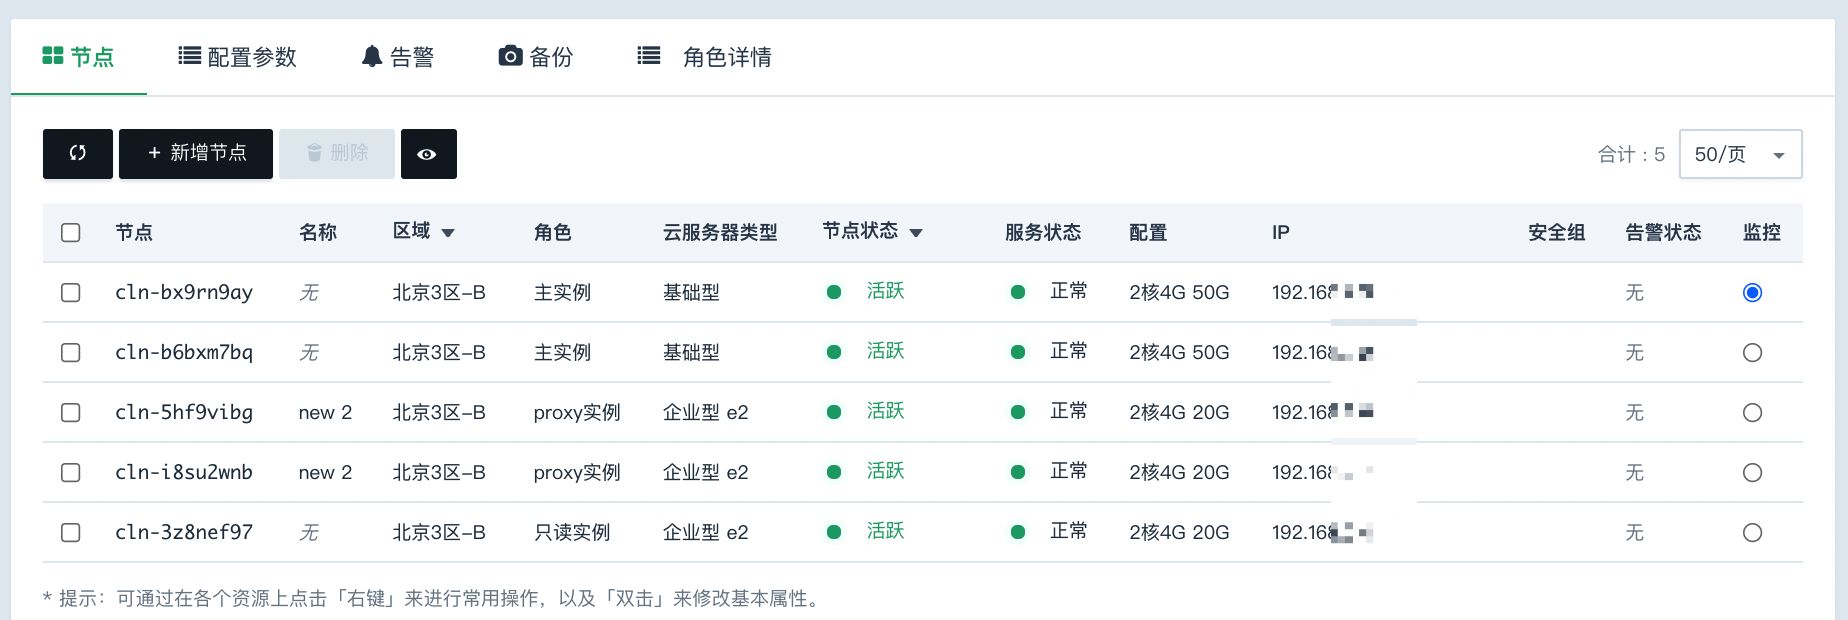 节点 配置参数 告警 备份 角色详情
+ 新增节点 删除 合计：5 50/页
节点 名称 区域 角色 云服务器类型 节点状态 服务状态 配置 IP 安全组 告警状态 监控
cln-bx9rn9ay 无 北京3区-B 主实例 基础型 活跃 正常 2核4G 50G 192.168 无
cln-b6bxm7bq 无 北京3区-B 主实例 基础型 活跃 正常 2核4G 50G 192.168 无
cln-5hf9vibg new 2 北京3区-B proxy实例 企业型 e2 活跃 正常 2核4G 20G 192.168 无
cln-i8su2wnb new 2 北京3区-B proxy实例 企业型 e2 活跃 正常 2核4G 20G 192.168 无
cln-3z8nef97 无 北京3区-B 只读实例 企业型 e2 活跃 正常 2核4G 20G 192.168 无
* 提示：可通过在各个资源上点击「右键」来进行常用操作，以及「双击」来修改基本属性。